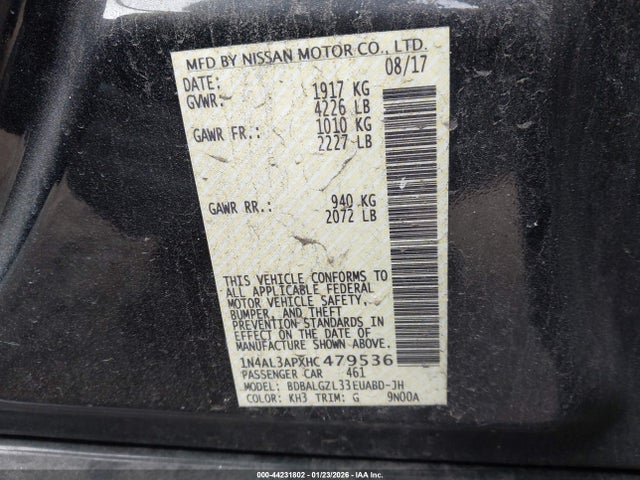 MFD BY NISSAN MOTOR CO., LTD.
DATE: 08/17
GVWR: 1917 KG
4226 LB
GAWR FR.: 1010 KG
2227 LB
GAWR RR.: 940 KG
2072 LB
THIS VEHICLE CONFORMS TO
ALL APPLICABLE FEDERAL
MOTOR VEHICLE SAFETY,
BUMPER, AND THEFT
PREVENTION STANDARDS IN
EFFECT ON THE DATE OF
MANUFACTURE SHOWN ABOVE.
1N4AL3APXHC479536
PASSENGER CAR 461
MODEL: BDBALGZL33EUABD-JH
COLOR: KH3 TRIM: G 9N00A
000-44231802 - 01/23/2026 - IAA Inc.